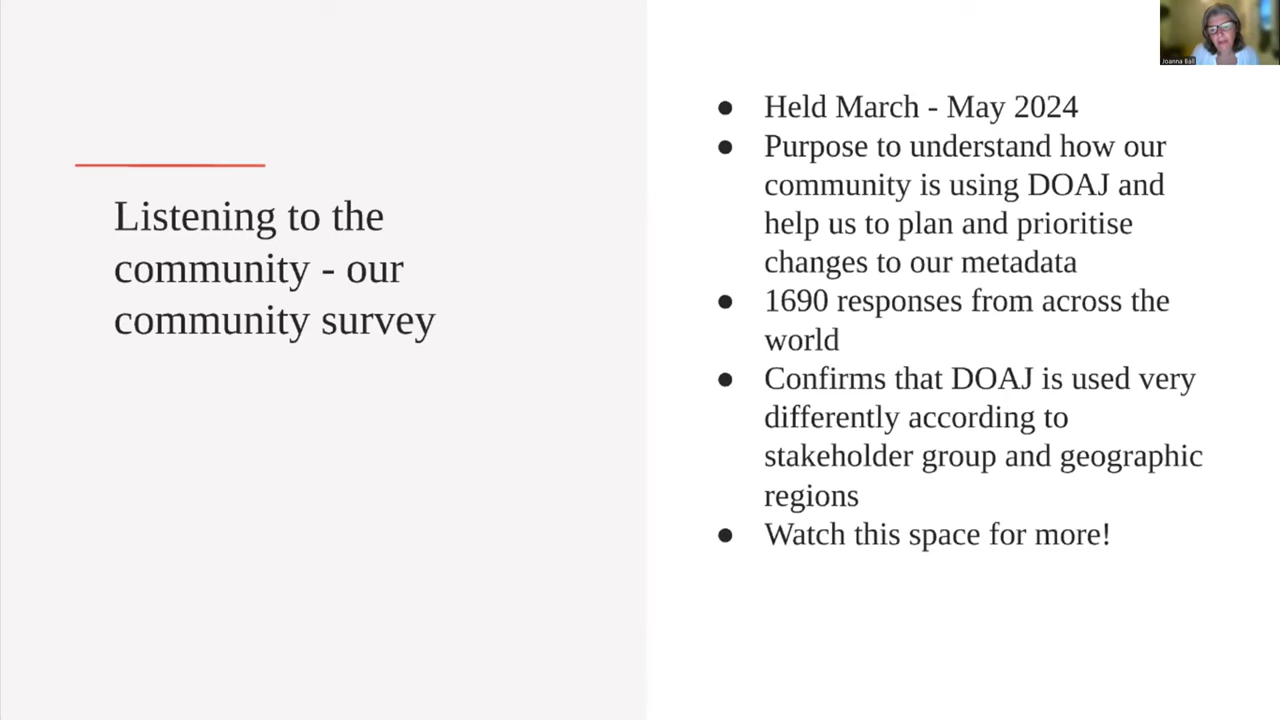 Joanna Ball
Listening to the
community - our
community survey
● Held March - May 2024
● Purpose to understand how our
community is using DOAJ and
help us to plan and prioritise
changes to our metadata
● 1690 responses from across the
world
● Confirms that DOAJ is used very
differently according to
stakeholder group and geographic
regions
● Watch this space for more!